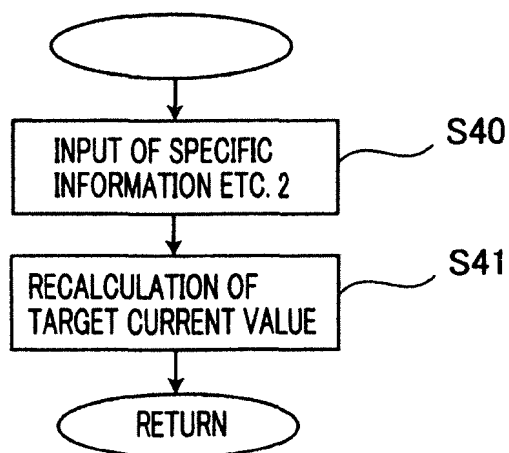 INPUT OF SPECIFIC
INFORMATION ETC. 2
S40
RECALCULATION OF
TARGET CURRENT VALUE
S41
RETURN